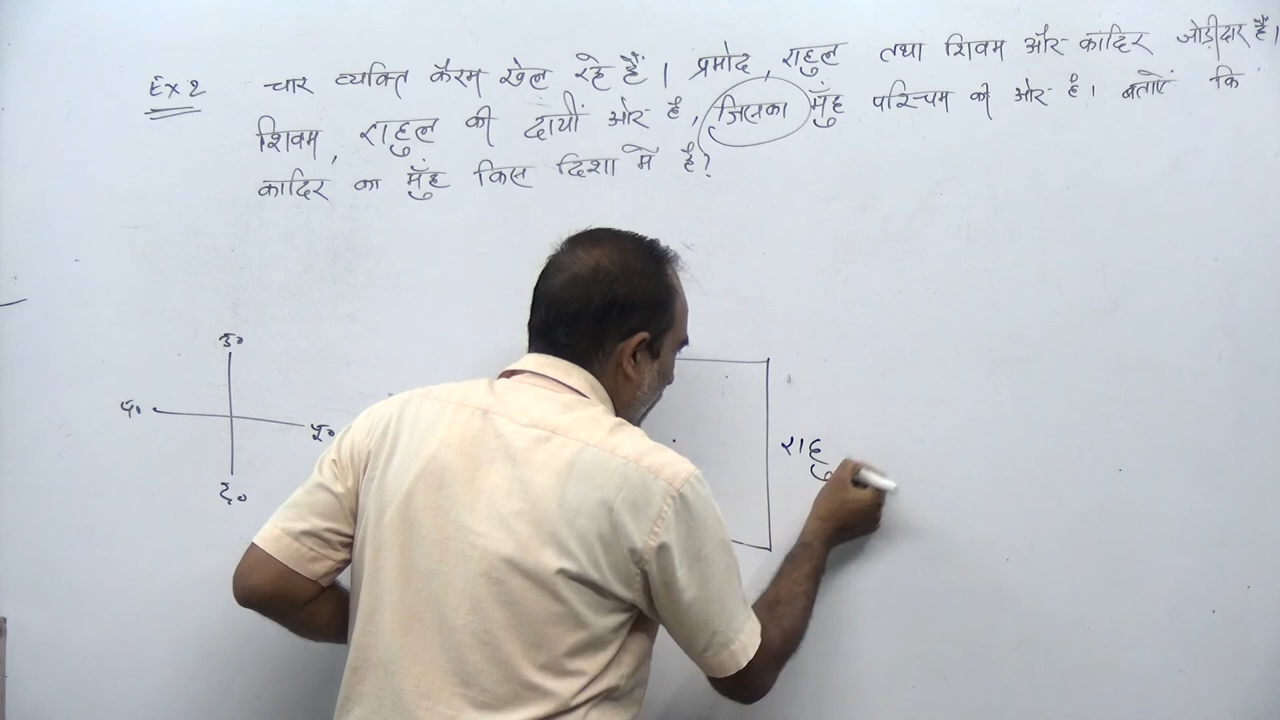 Ex 2 चार व्यक्ति कैरम खेल रहे हैं। प्रमोद, राहुल तथा शिवम और कादिर जोड़ीदार हैं।
शिवम, राहुल की दायीं ओर है, जिसका मुँह पश्चिम की ओर है। बताएं कि
कादिर का मुँह किस दिशा में है?
उ०
प० पू०
द०
राहु